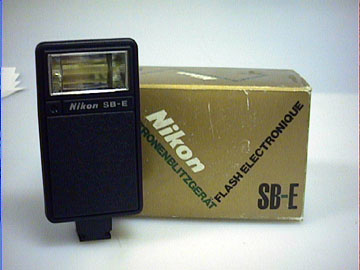 Nikon SB-E
Nikon
TRONENBLITZGERÄT
FLASH ELECTRONIQUE
SB-E